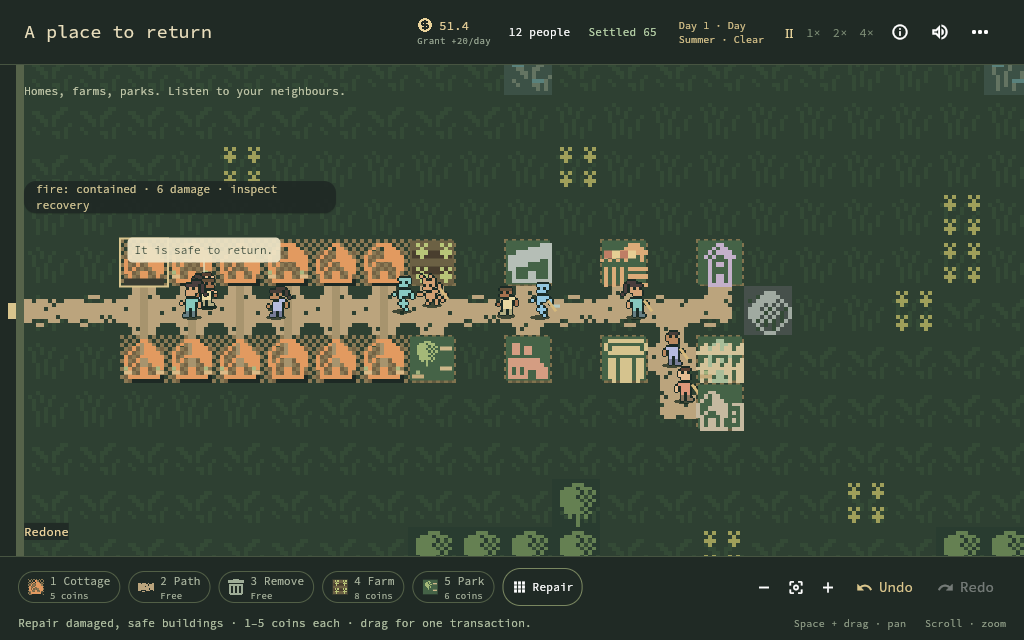 A place to return
$ 51.4
Grant +20/day
12 people
Settled 65
Day 1 · Day
Summer · Clear
II 1× 2× 4×
Homes, farms, parks. Listen to your neighbours.
fire: contained · 6 damage · inspect
recovery
It is safe to return.
Redone
1 Cottage
5 coins
2 Path
Free
3 Remove
Free
4 Farm
8 coins
5 Park
6 coins
Repair
Undo
Redo
Repair damaged, safe buildings · 1–5 coins each · drag for one transaction.
Space + drag · pan Scroll · zoom